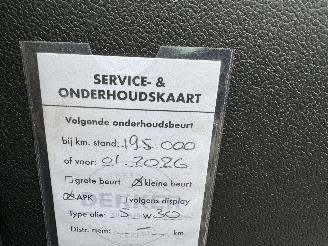 SERVICE- &
ONDERHOUDSKAART
Volgende onderhoudsbeurt
bij km. stand: 195.000
of voor: 01-2026
grote beurt kleine beurt
APK volgens display
Type olie: 5 W 30
Distr. riem: - km